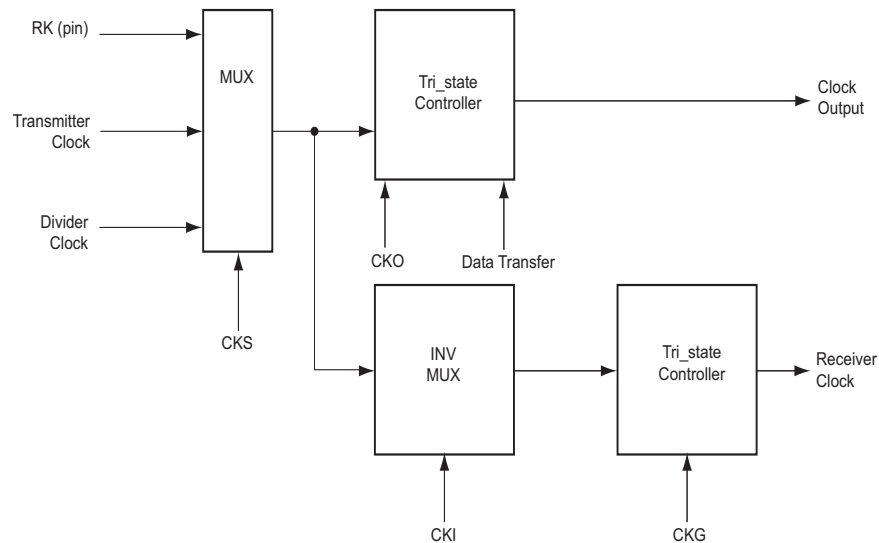 RK (pin)
MUX
Tri_state
Controller
Clock
Output
Transmitter
Clock
Divider
Clock
CKO
Data Transfer
CKS
INV
MUX
Tri_state
Controller
Receiver
Clock
CKI
CKG